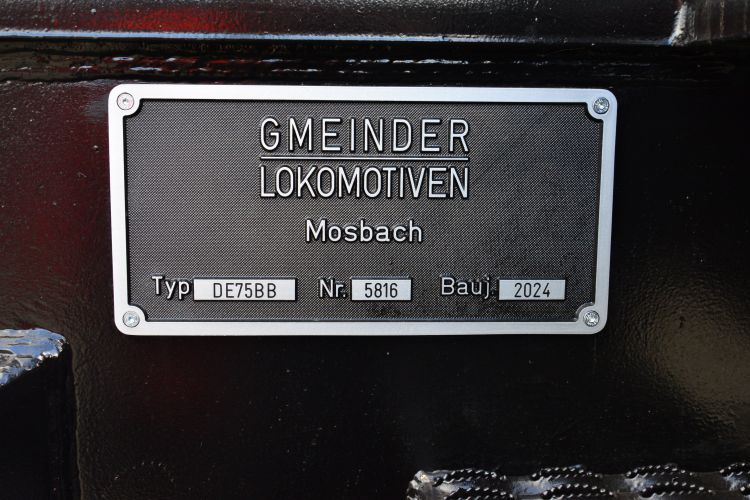 GMEINDER
LOKOMOTIVEN
Mosbach
Typ DE75BB Nr. 5816 Bauj. 2024